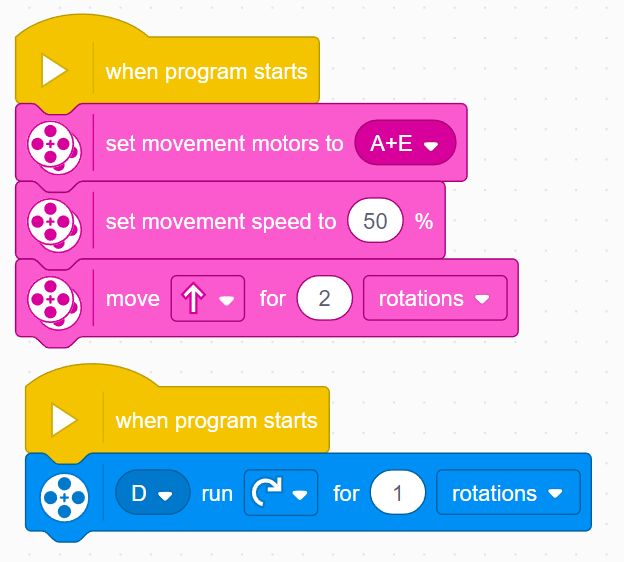 when program starts
set movement motors to A+E
set movement speed to 50 %
move for 2 rotations
when program starts
D run for 1 rotations